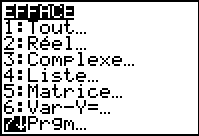 EFFACE
1:Tout…
2:Réel…
3:Complexe…
4:Liste…
5:Matrice…
6:Var-Y=…
7↓Prgm…